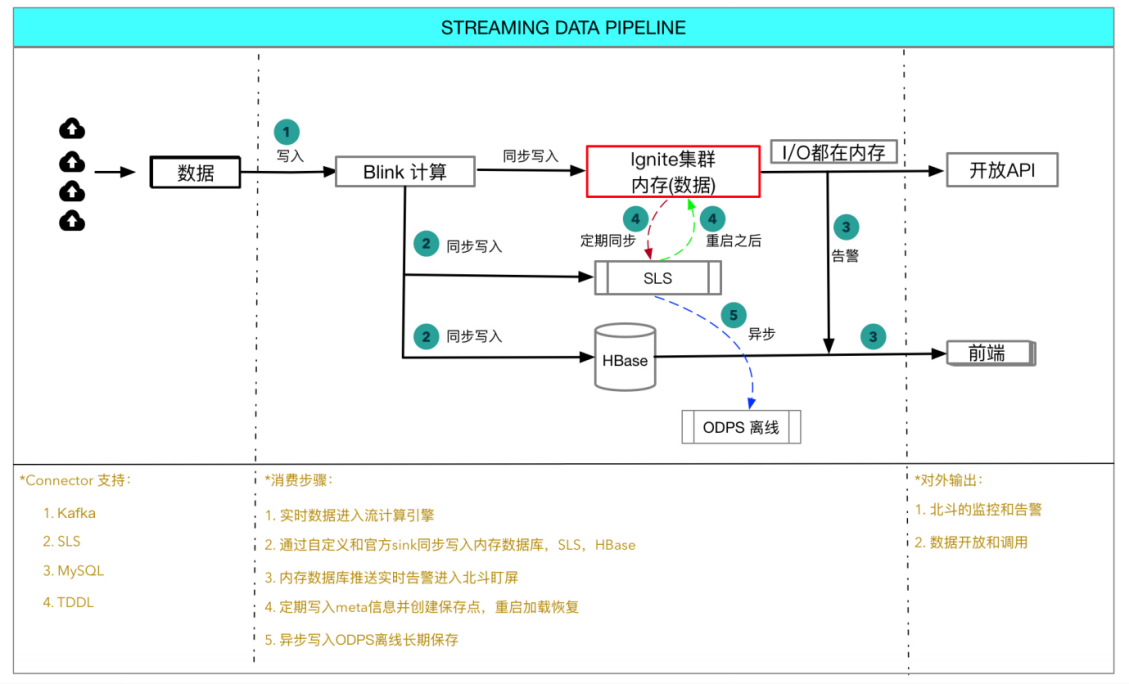 STREAMING DATA PIPELINE
1
写入
数据
Blink 计算
同步写入
Ignite集群
内存(数据)
I/O都在内存
开放API
4
定期同步
4
重启之后
3
告警
2
同步写入
SLS
5
异步
2
同步写入
HBase
3
前端
ODPS 离线
*Connector 支持：
1. Kafka
2. SLS
3. MySQL
4. TDDL
*消费步骤：
1. 实时数据进入流计算引擎
2. 通过自定义和官方sink同步写入内存数据库，SLS，HBase
3. 内存数据库推送实时告警进入北斗盯屏
4. 定期写入meta信息并创建保存点，重启加载恢复
5. 异步写入ODPS离线长期保存
*对外输出：
1. 北斗的监控和告警
2. 数据开放和调用